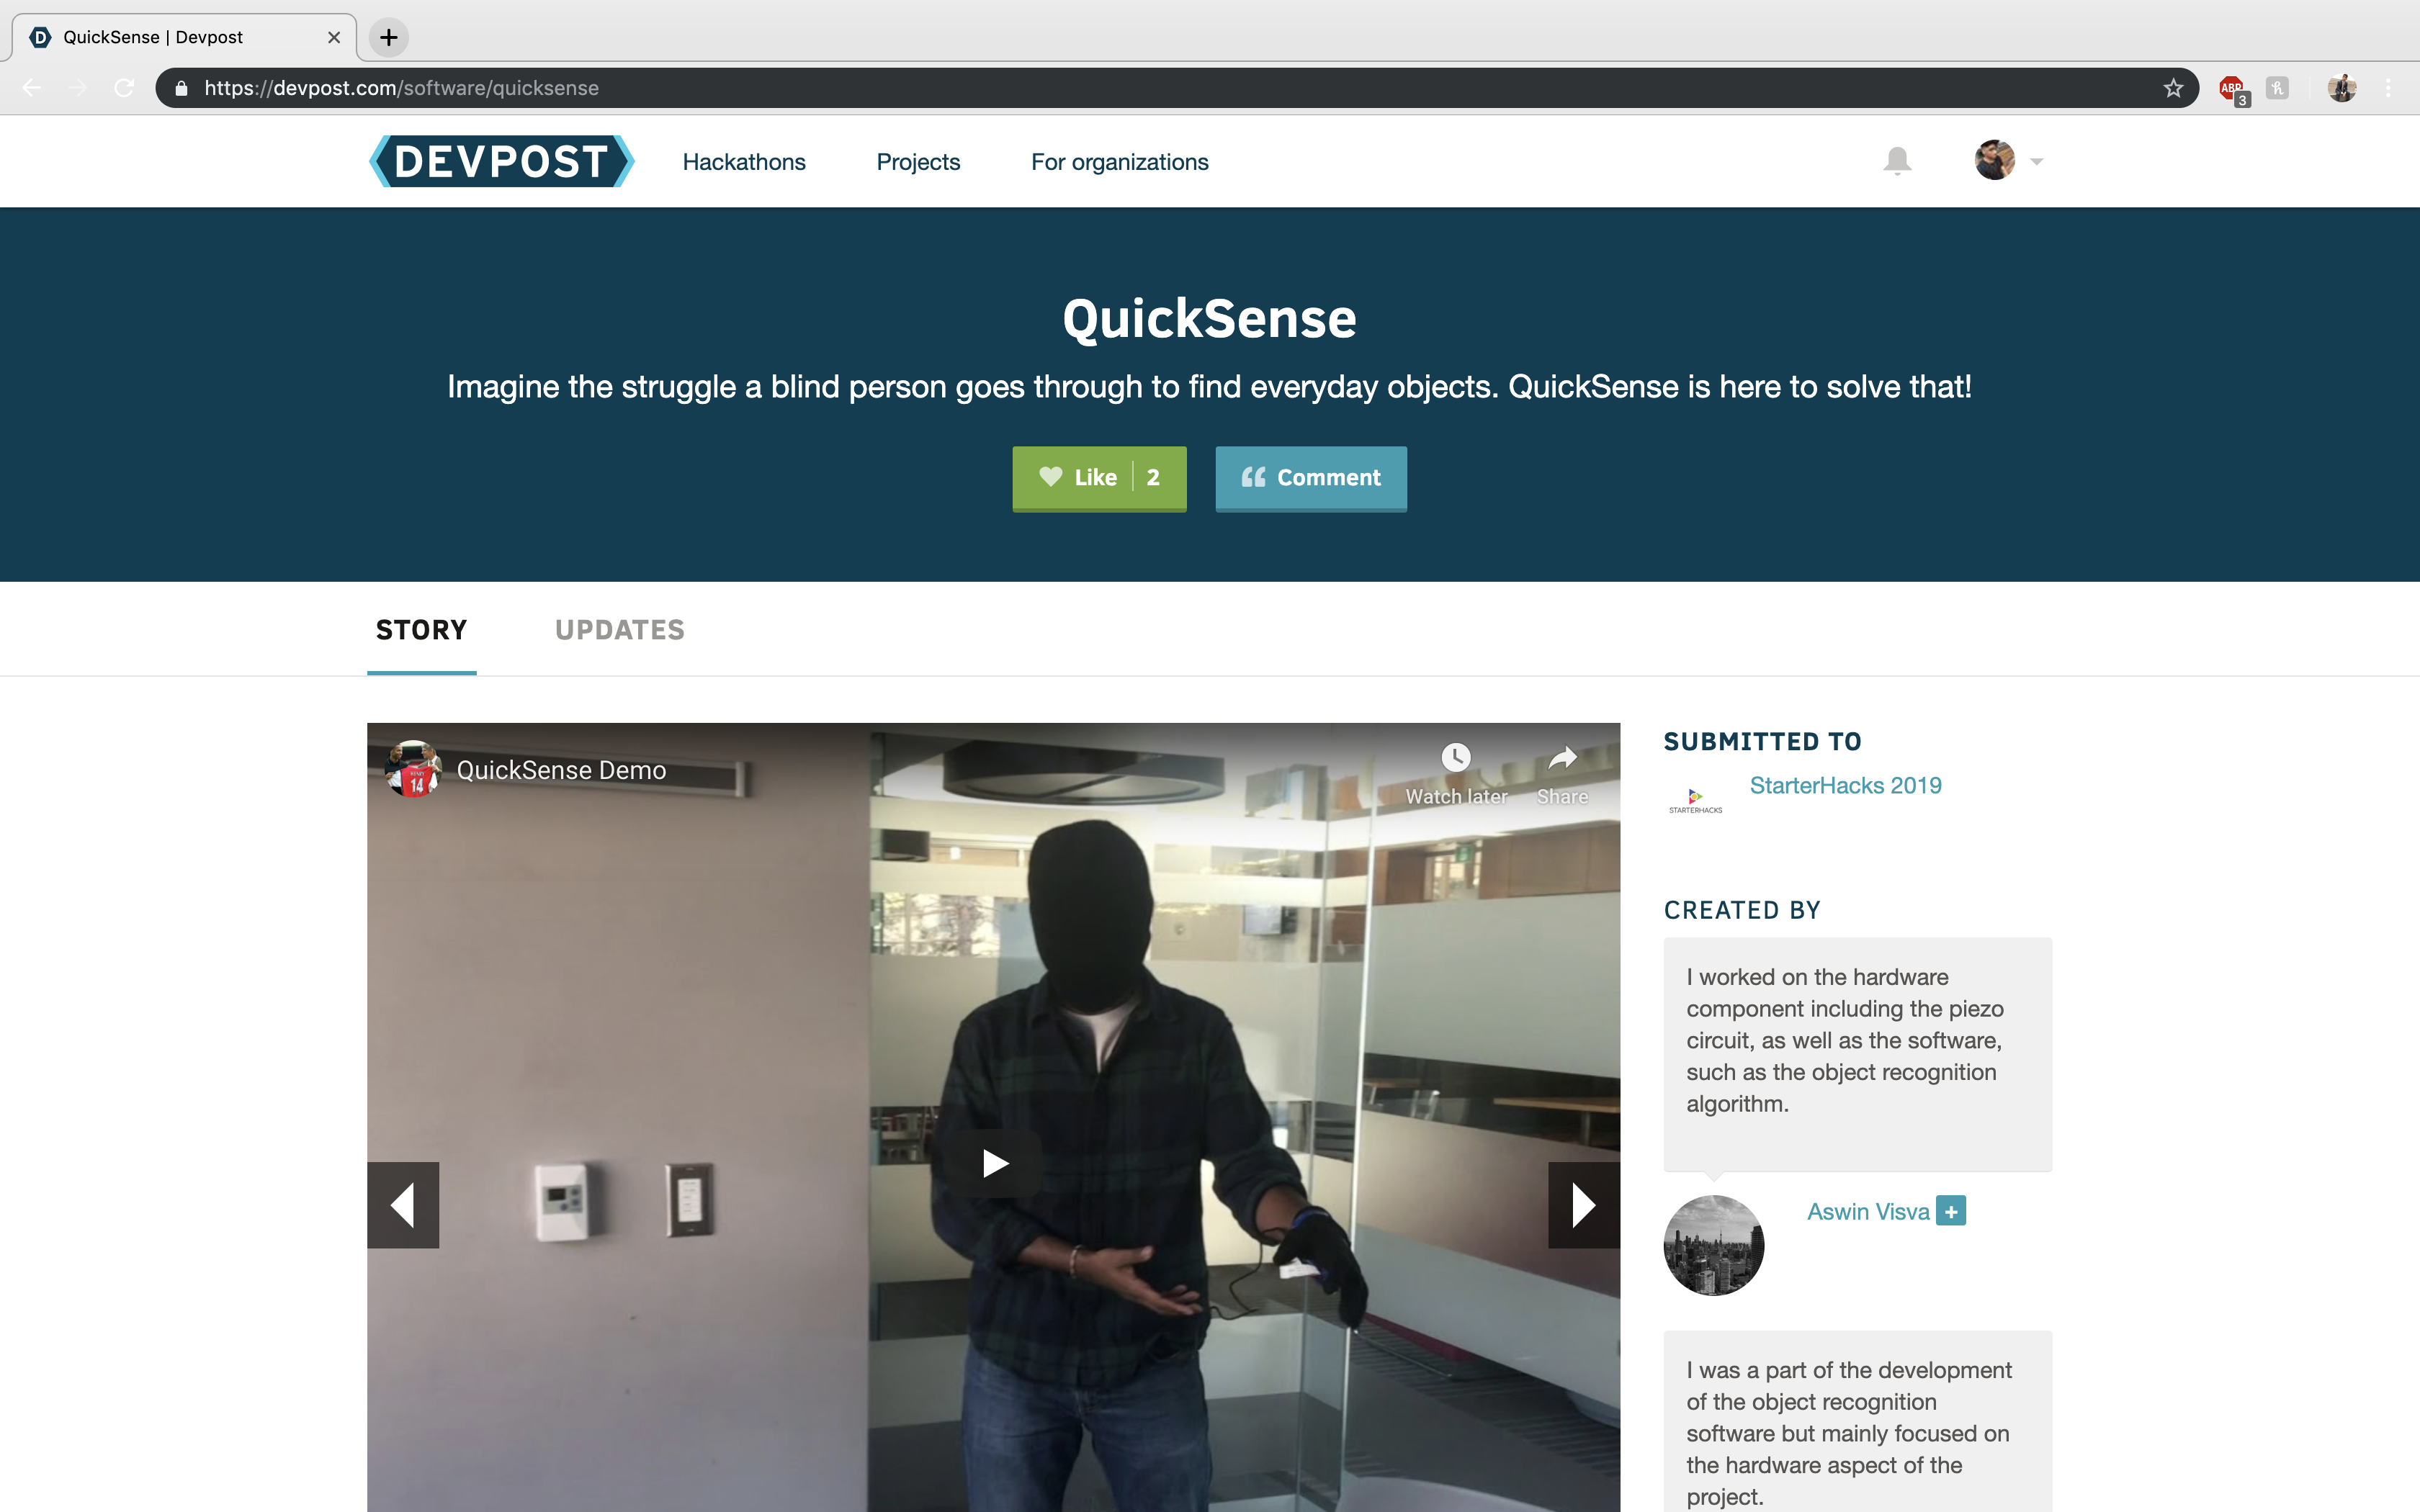 QuickSense | Devpost
https://devpost.com/software/quicksense
ABP
3
DEVPOST
Hackathons
Projects
For organizations
QuickSense
Imagine the struggle a blind person goes through to find everyday objects. QuickSense is here to solve that!
Like 2
Comment
STORY
UPDATES
QuickSense Demo
14
Watch later
Share
SUBMITTED TO
STARTERHACKS
StarterHacks 2019
CREATED BY
I worked on the hardware
component including the piezo
circuit, as well as the software,
such as the object recognition
algorithm.
Aswin Visva
I was a part of the development
of the object recognition
software but mainly focused on
the hardware aspect of the
project.